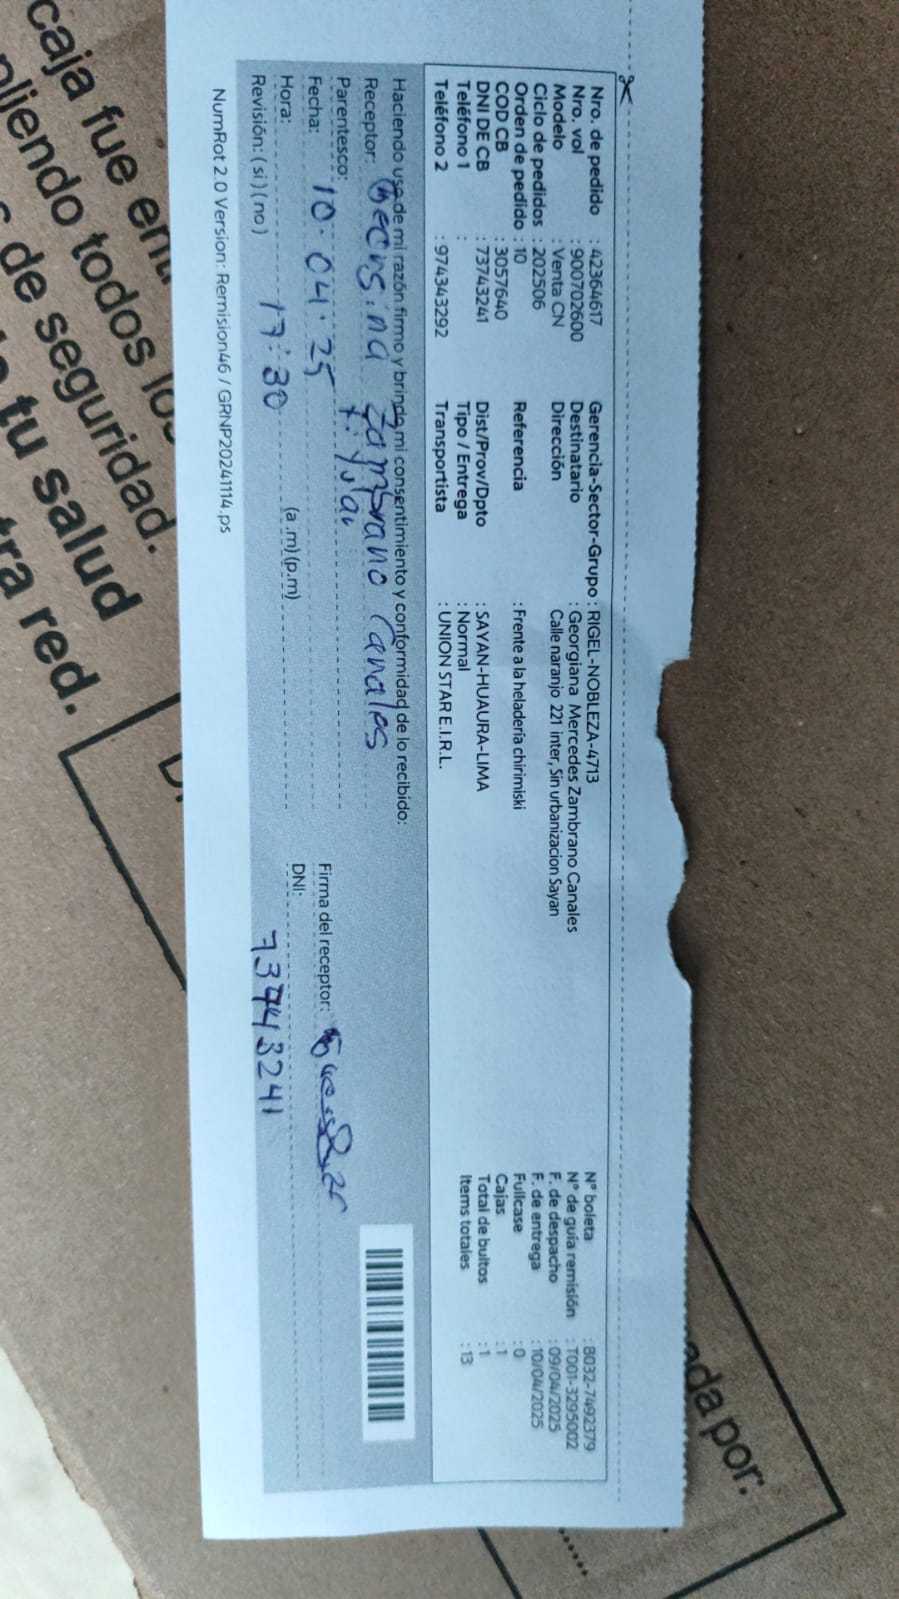 Nro. de pedido : 42364617
Nro. vol : 900702600
Modelo : Venta CN
Ciclo de pedidos : 202506
Orden de pedido : 10
COD CB : 3057640
DNI DE CB : 73743241
Teléfono 1 :
Teléfono 2 : 974343292
Gerencia-Sector-Grupo : RIGEL-NOBLEZA-4713
Destinatario : Georgiana Mercedes Zambrano Canales
Dirección Calle naranjo 221 inter, Sin urbanizacion Sayan
Referencia : Frente a la heladería chirimiski
Dist/Prov/Dpto : SAYAN-HUAURA-LIMA
Tipo / Entrega : Normal
Transportista : UNION STAR E.I.R.L.
N° boleta : B032-7492379
N° de guía remisión : T001-3295002
F. de despacho : 09/04/2025
F. de entrega : 10/04/2025
Fullcase : 0
Cajas : 1
Total de bultos : 1
Items totales : 13
Haciendo uso de mi razón firmo y brindo mi consentimiento y conformidad de lo recibido:
Receptor: Zambrano Canales
Parentesco:
Fecha: 10.04.25
Hora: 17:30 (a.m)(p.m)
Revisión: (si)(no)
Firma del receptor:
DNI: 73743241
NumRot 2.0 Version: Remision46 / GRNP20241114.ps
caja fue
pliendo todos
de seguridad.
tu salud
tra red.
ada por: